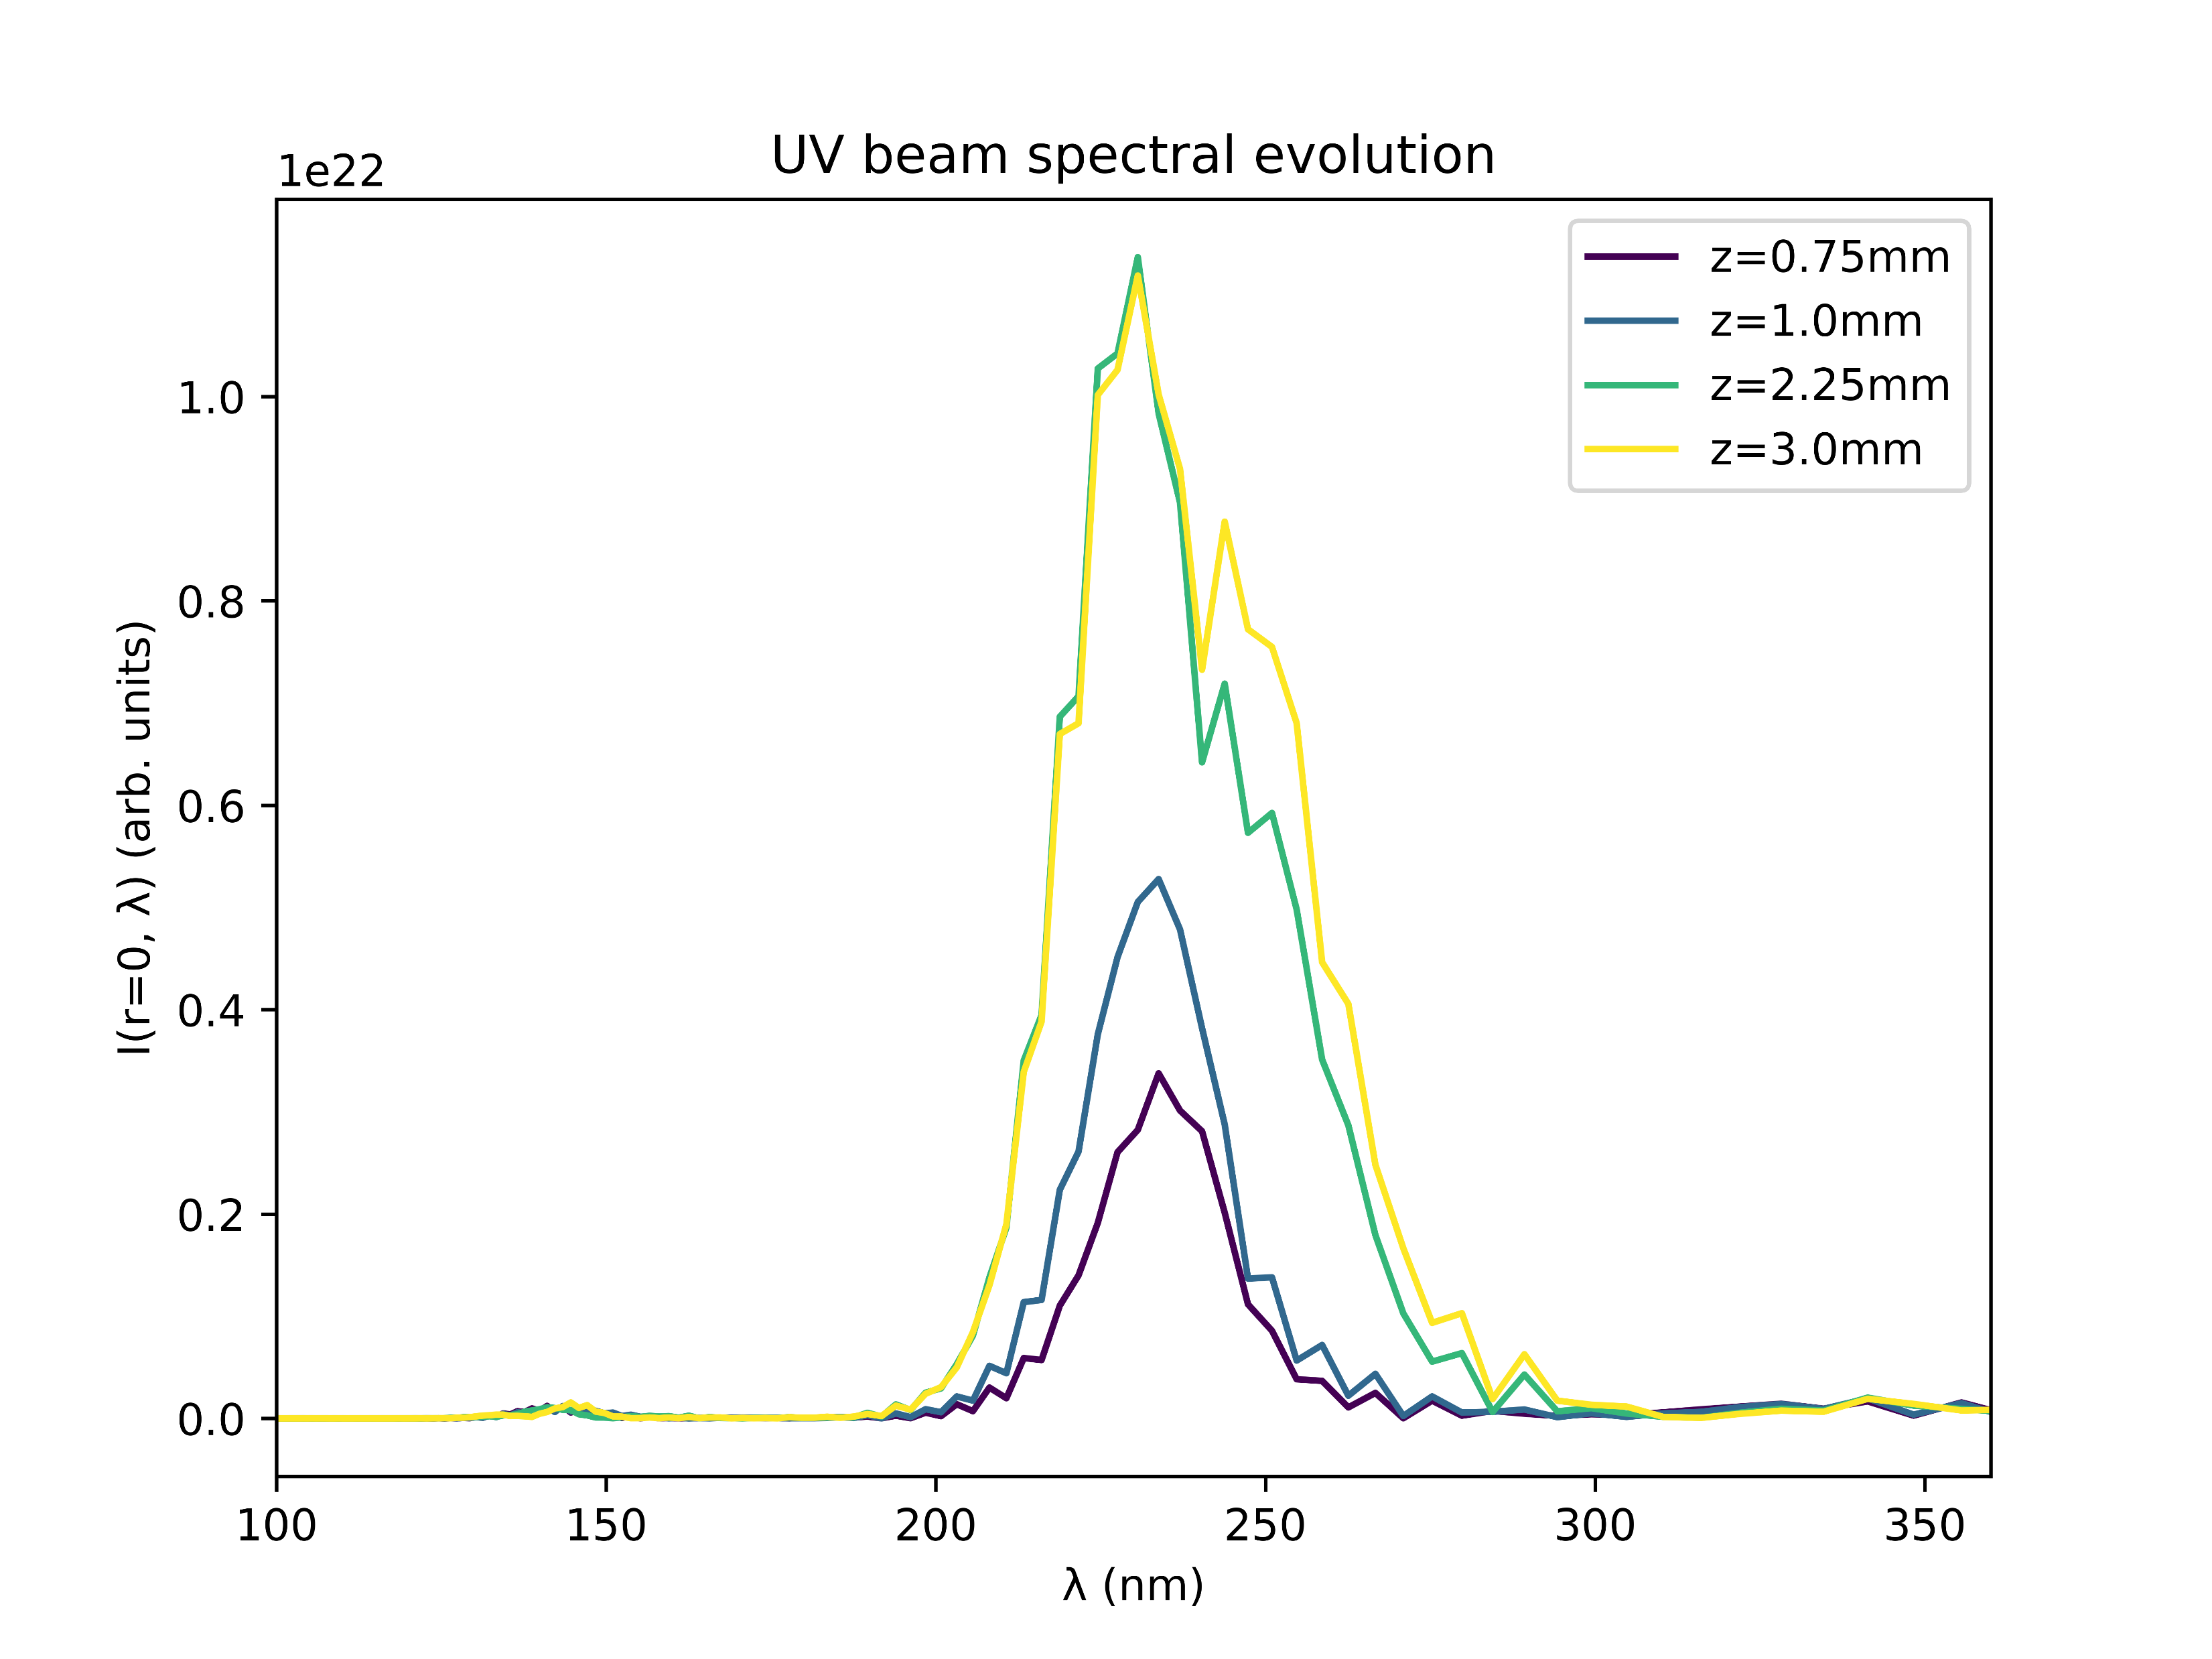 UV beam spectral evolution
1e22
z=0.75mm
z=1.0mm
z=2.25mm
z=3.0mm
I(r=0, λ) (arb. units)
1.0
0.8
0.6
0.4
0.2
0.0
100 150 200 250 300 350
λ (nm)